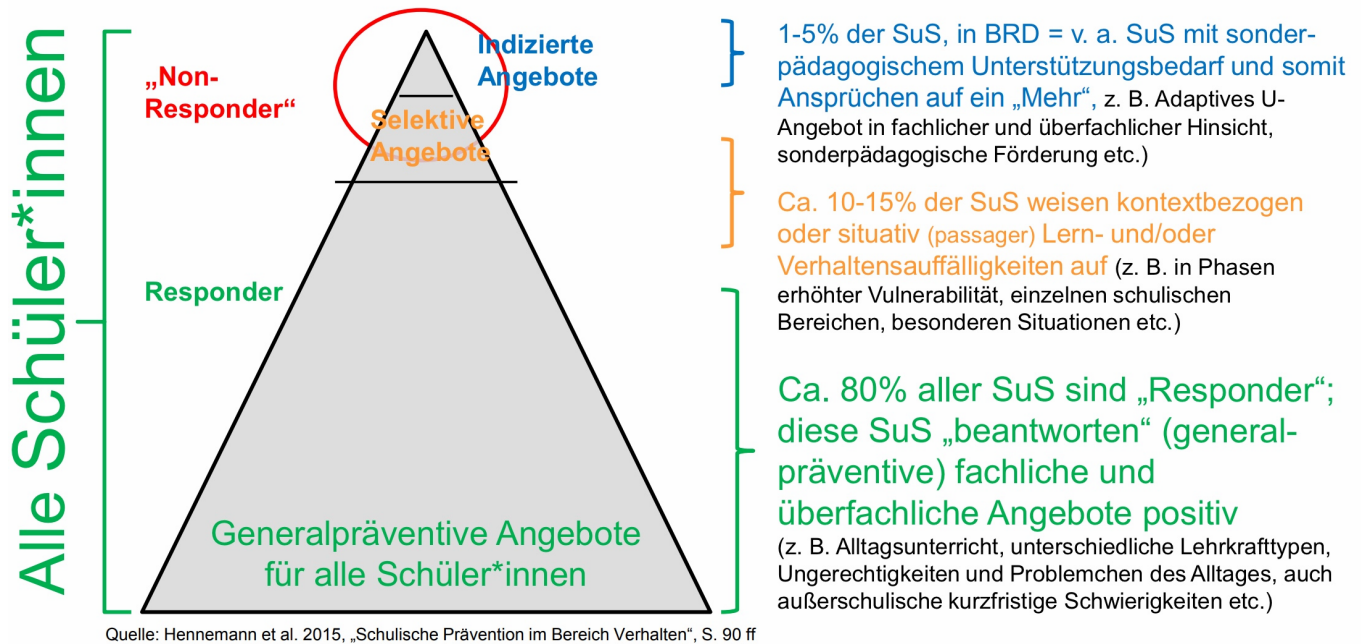 Alle Schüler*innen
„Non-
Responder“
Responder
Indizierte
Angebote
Selektive
Angebote
Generalpräventive Angebote
für alle Schüler*innen
1-5% der SuS, in BRD = v. a. SuS mit sonder-
pädagogischem Unterstützungsbedarf und somit
Ansprüchen auf ein „Mehr“, z. B. Adaptives U-
Angebot in fachlicher und überfachlicher Hinsicht,
sonderpädagogische Förderung etc.)
Ca. 10-15% der SuS weisen kontextbezogen
oder situativ (passager) Lern- und/oder
Verhaltensauffälligkeiten auf (z. B. in Phasen
erhöhter Vulnerabilität, einzelnen schulischen
Bereichen, besonderen Situationen etc.)
Ca. 80% aller SuS sind „Responder“;
diese SuS „beantworten“ (general-
präventive) fachliche und
überfachliche Angebote positiv
(z. B. Alltagsunterricht, unterschiedliche Lehrkrafttypen,
Ungerechtigkeiten und Problemchen des Alltages, auch
außerschulische kurzfristige Schwierigkeiten etc.)
Quelle: Hennemann et al. 2015, „Schulische Prävention im Bereich Verhalten“, S. 90 ff